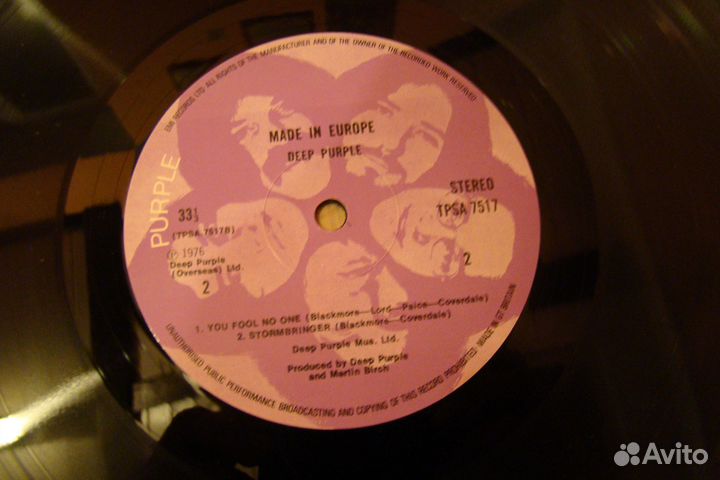 EMI RECORDS LTD ALL RIGHTS OF THE MANUFACTURER AND OF THE OWNER OF THE RECORDED WORK RESERVED
MADE IN EUROPE
DEEP PURPLE
PURPLE
33⅓
(TPSA 7517B)
℗ 1976
Deep Purple
(Overseas) Ltd.
2
STEREO
TPSA 7517
2
1. YOU FOOL NO ONE (Blackmore—Lord—Paice—Coverdale)
2. STORMBRINGER (Blackmore—Coverdale)
Deep Purple Mus. Ltd.
Produced by Deep Purple
and Martin Birch
UNAUTHORISED PUBLIC PERFORMANCE BROADCASTING AND COPYING OF THIS RECORD PROHIBITED MADE IN GT BRITAIN
Avito